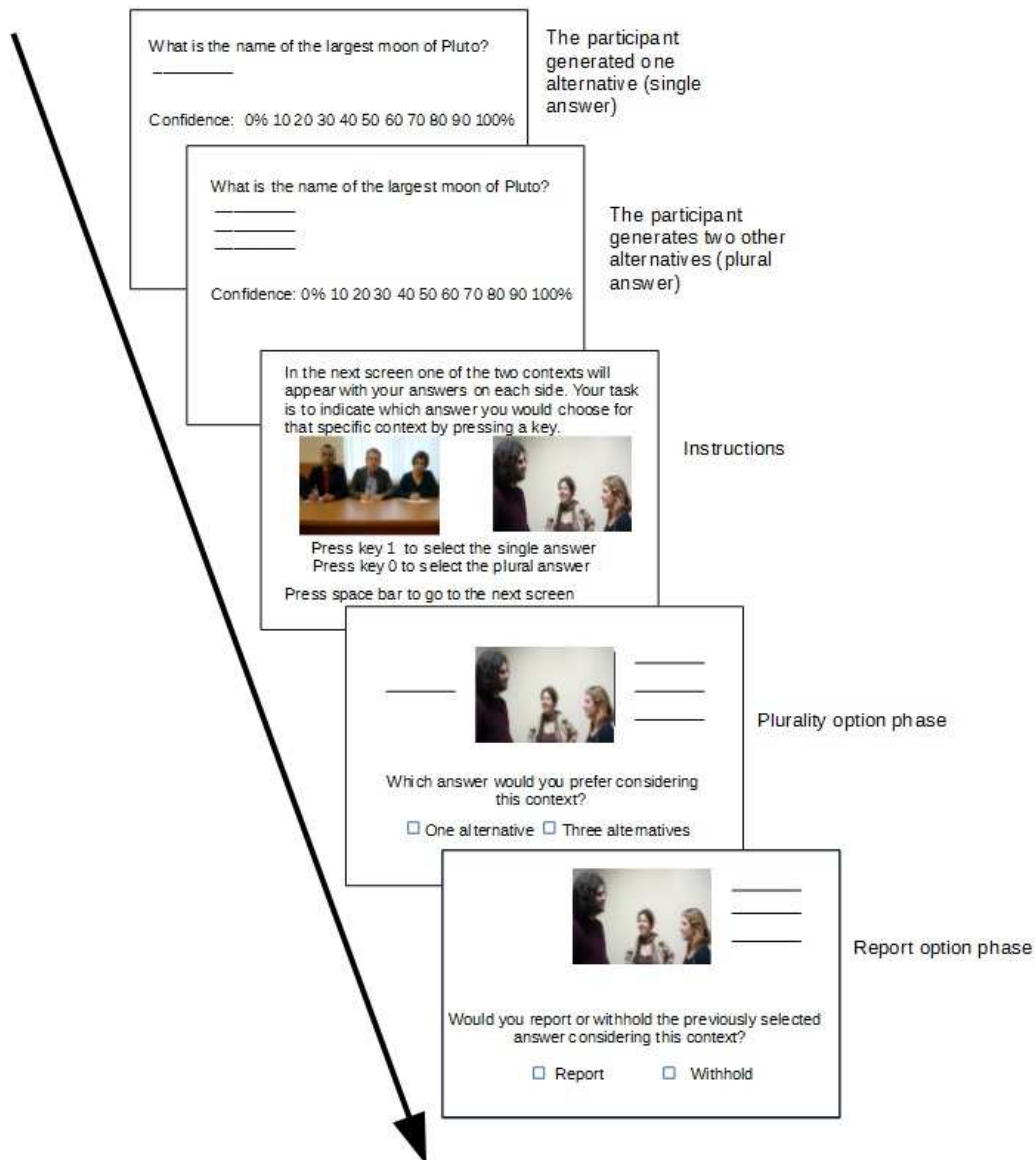 What is the name of the largest moon of Pluto?
Confidence: 0% 10 20 30 40 50 60 70 80 90 100%
The participant
generated one
alternative (single
answer)
What is the name of the largest moon of Pluto?
Confidence: 0% 10 20 30 40 50 60 70 80 90 100%
The participant
generates two other
alternatives (plural
answer)
In the next screen one of the two contexts will
appear with your answers on each side. Your task
is to indicate which answer you would choose for
that specific context by pressing a key.
Press key 1 to select the single answer
Press key 0 to select the plural answer
Press space bar to go to the next screen
Instructions
Which answer would you prefer considering
this context?
One alternative Three alternatives
Plurality option phase
Would you report or withhold the previously selected
answer considering this context?
Report Withhold
Report option phase